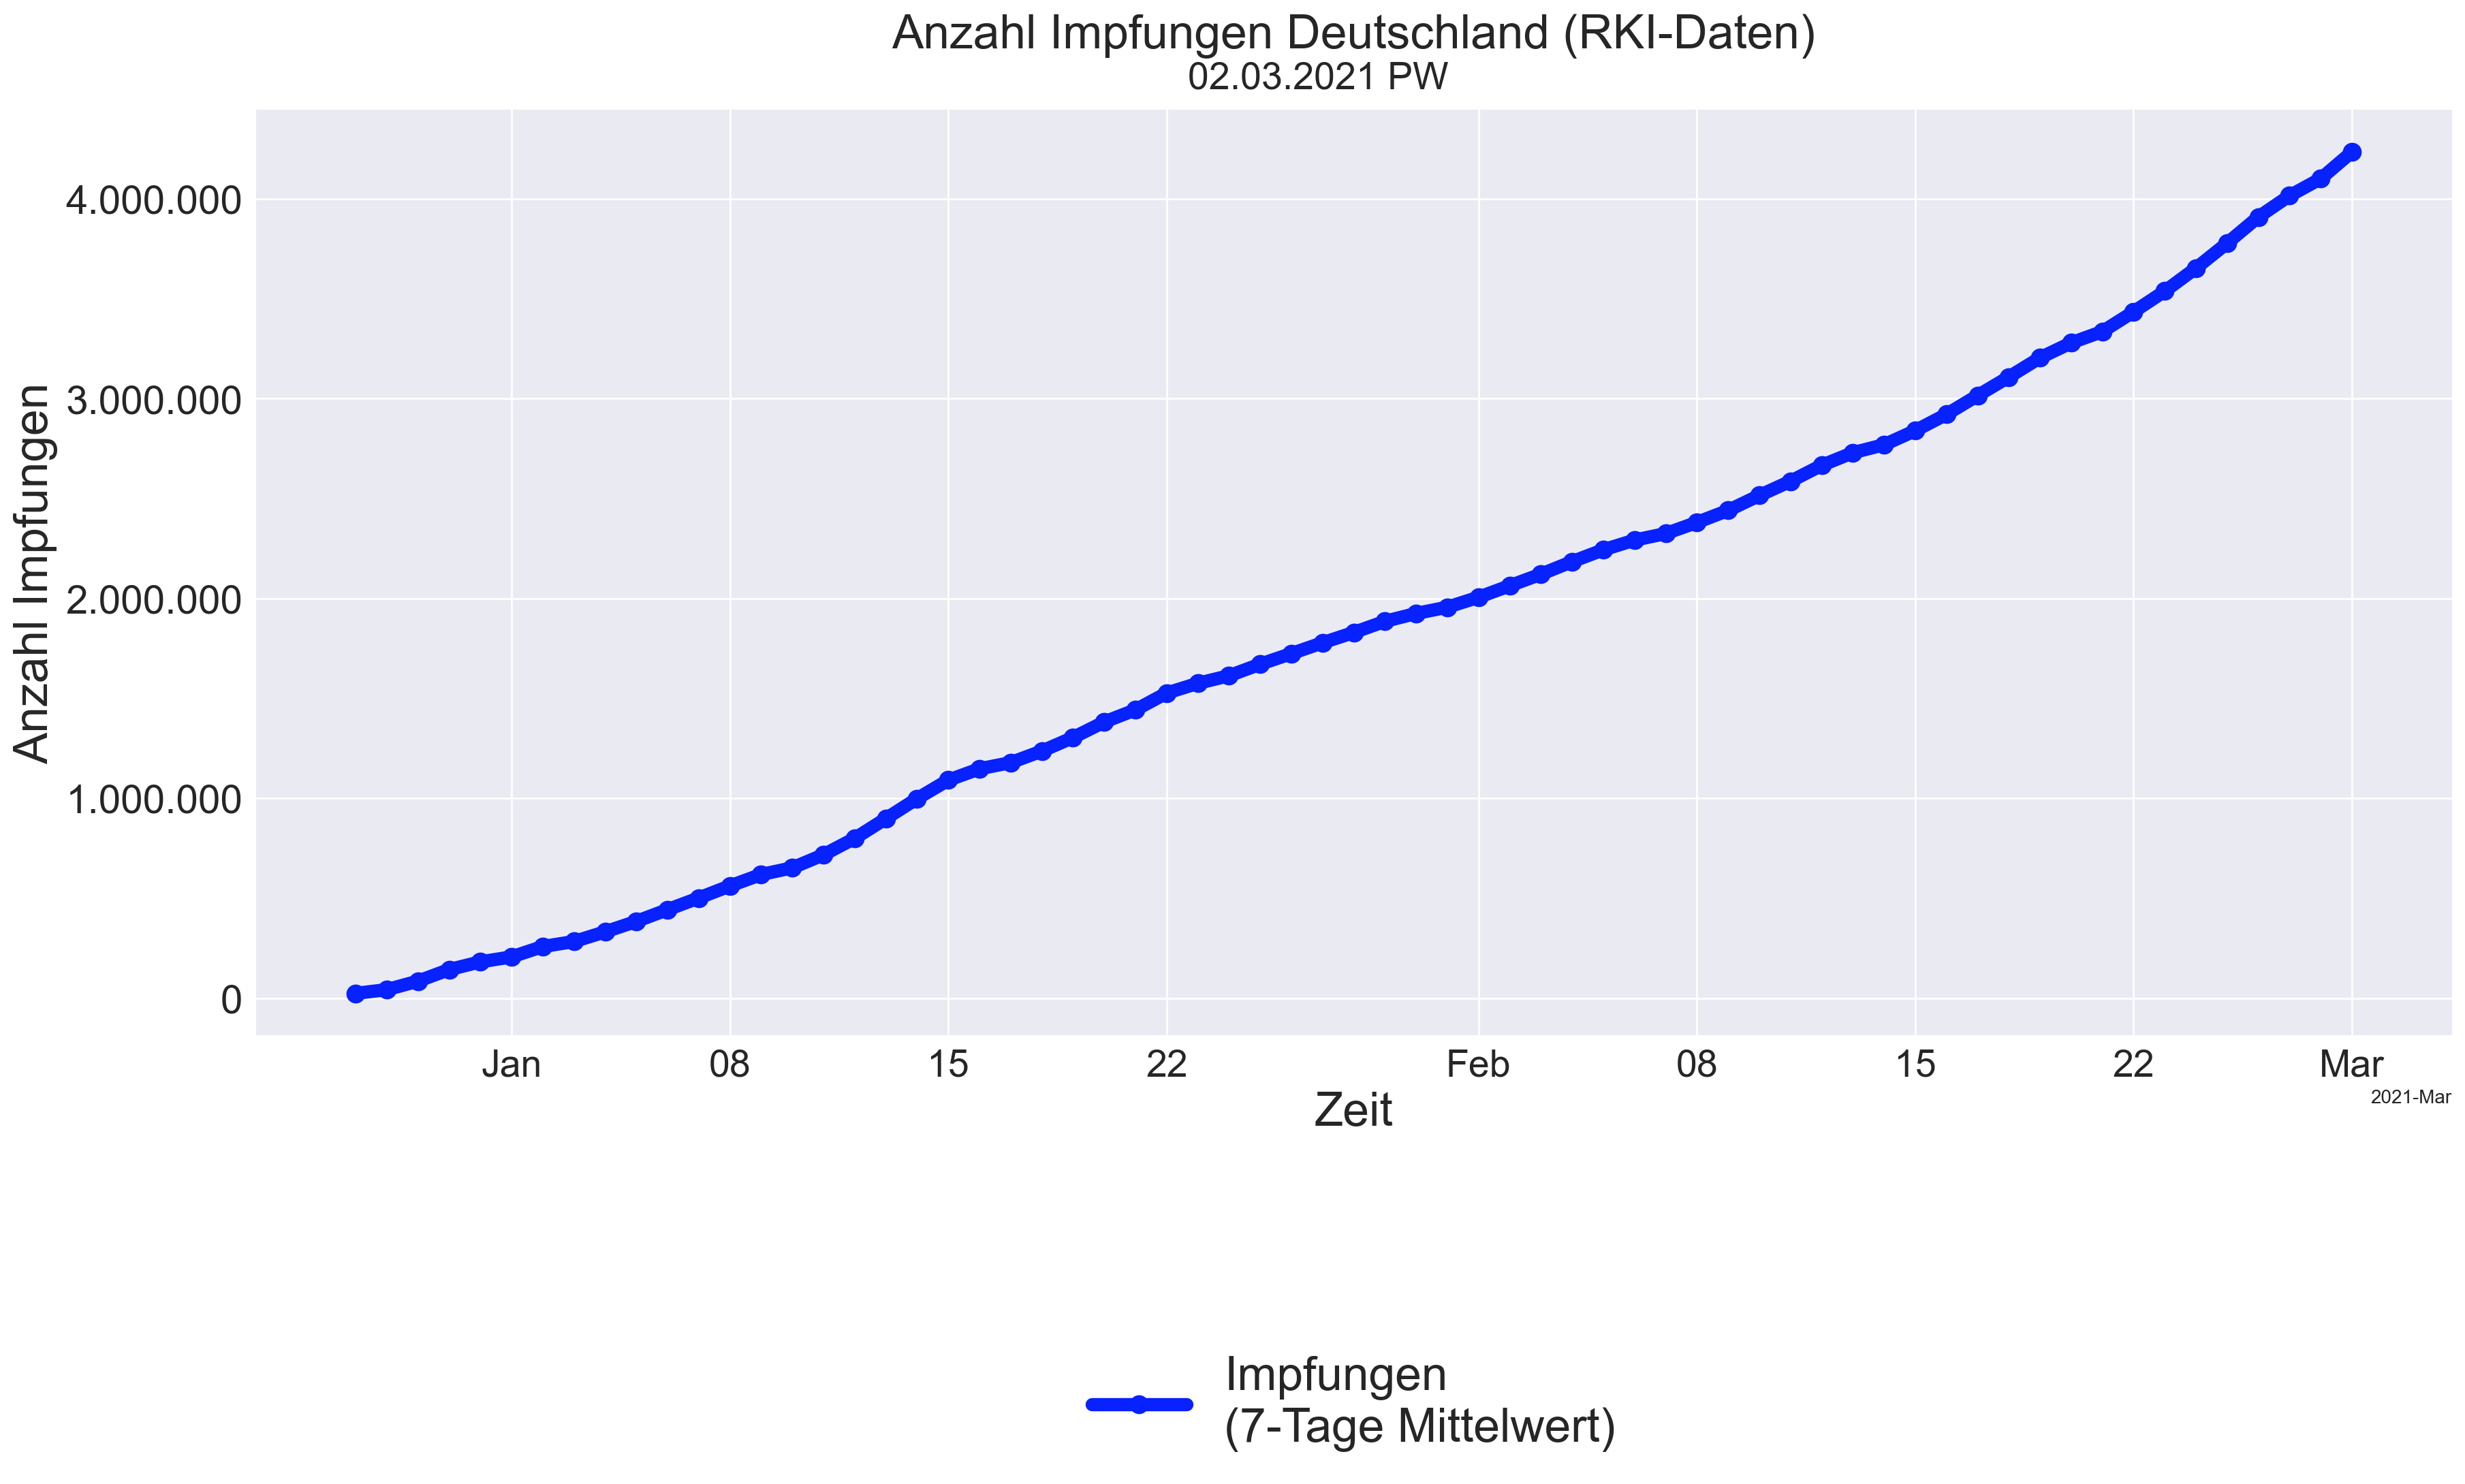 Anzahl Impfungen Deutschland (RKI-Daten)
02.03.2021 PW
Anzahl Impfungen
4.000.000
3.000.000
2.000.000
1.000.000
0
Jan 08 15 22 Feb 08 15 22 Mar
2021-Mar
Zeit
Impfungen
(7-Tage Mittelwert)